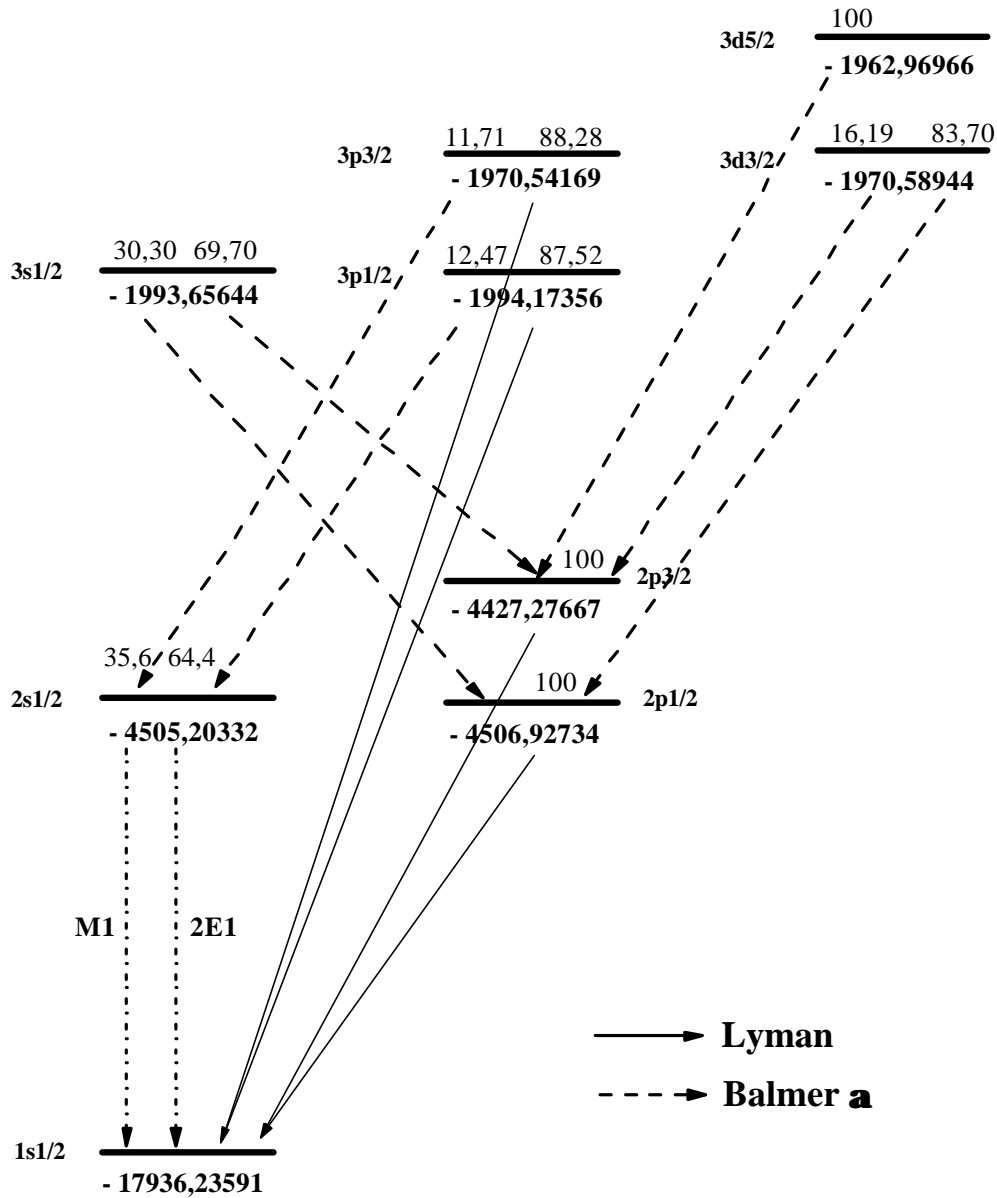 100
3d5/2
- 1962,96966
11,71 88,28
3p3/2
- 1970,54169
16,19 83,70
3d3/2
- 1970,58944
30,30 69,70
3s1/2
- 1993,65644
12,47 87,52
3p1/2
- 1994,17356
100
2p3/2
- 4427,27667
35,6 64,4
2s1/2
- 4505,20332
100
2p1/2
- 4506,92734
M1
2E1
Lyman
Balmer a
1s1/2
- 17936,23591